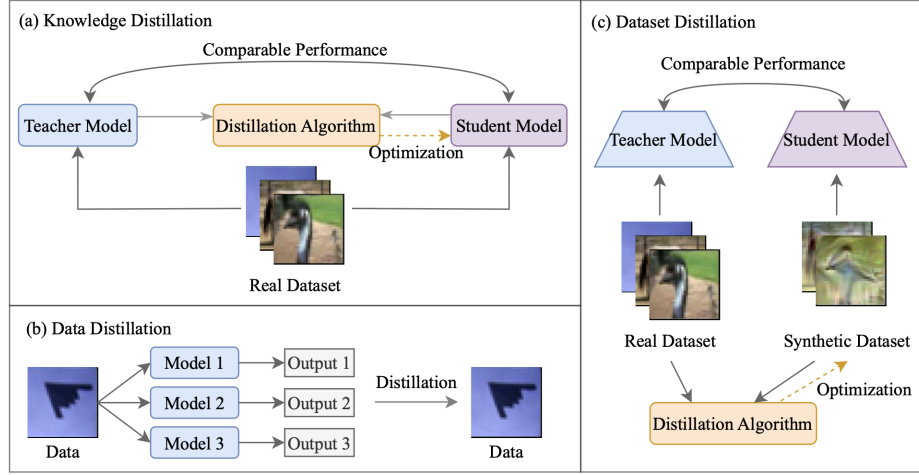 (a) Knowledge Distillation
Comparable Performance
Teacher Model
Distillation Algorithm
Student Model
Optimization
Real Dataset
(b) Data Distillation
Model 1
Output 1
Model 2
Output 2
Model 3
Output 3
Distillation
Data
Data
(c) Dataset Distillation
Comparable Performance
Teacher Model
Student Model
Real Dataset
Synthetic Dataset
Optimization
Distillation Algorithm